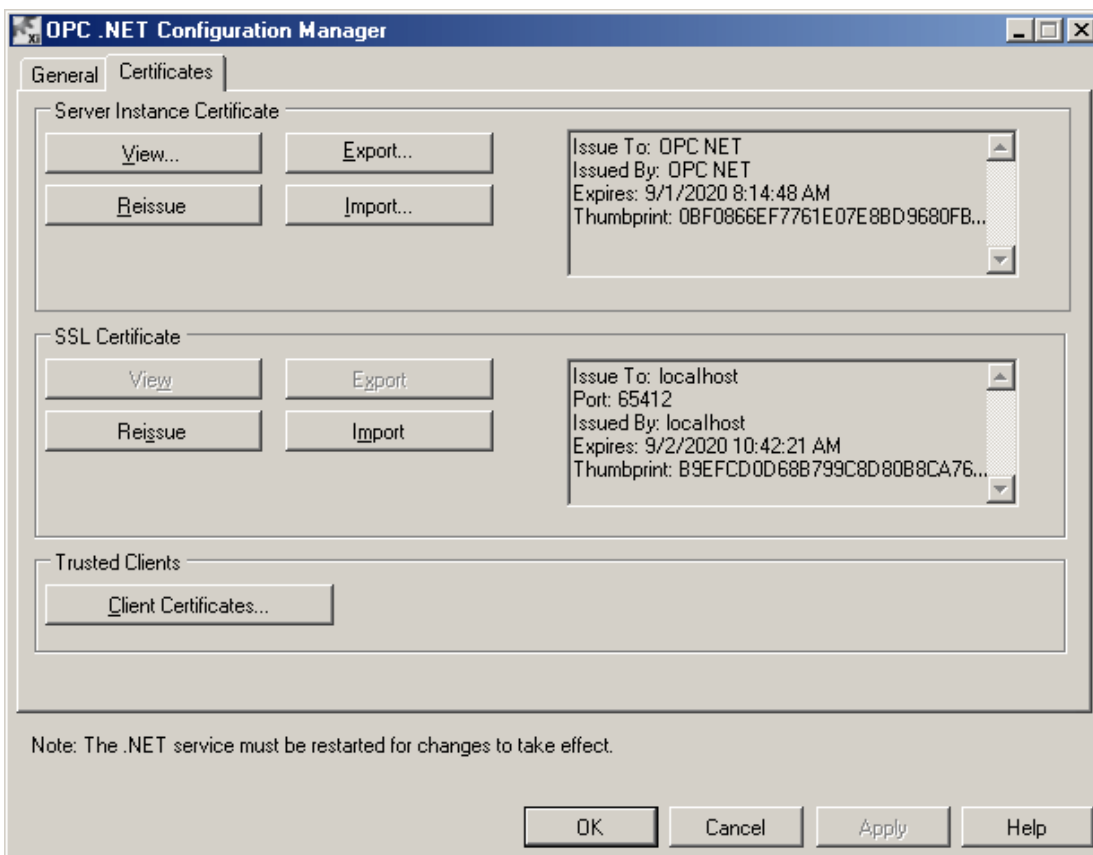 Xi OPC .NET Configuration Manager
General Certificates
Server Instance Certificate
View... Export...
Reissue Import...
Issue To: OPC NET
Issued By: OPC NET
Expires: 9/1/2020 8:14:48 AM
Thumbprint: 0BF0866EF7761E07E8BD9680FB...
SSL Certificate
View Export
Reissue Import
Issue To: localhost
Port: 65412
Issued By: localhost
Expires: 9/2/2020 10:42:21 AM
Thumbprint: B9EFCD0D68B799C8D80B8CA76...
Trusted Clients
Client Certificates...
Note: The .NET service must be restarted for changes to take effect.
OK Cancel Apply Help